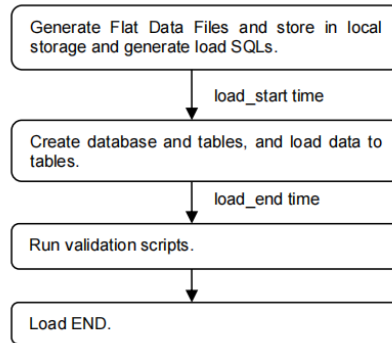 Generate Flat Data Files and store in local
storage and generate load SQLs.
load_start time
Create database and tables, and load data to
tables.
load_end time
Run validation scripts.
Load END.